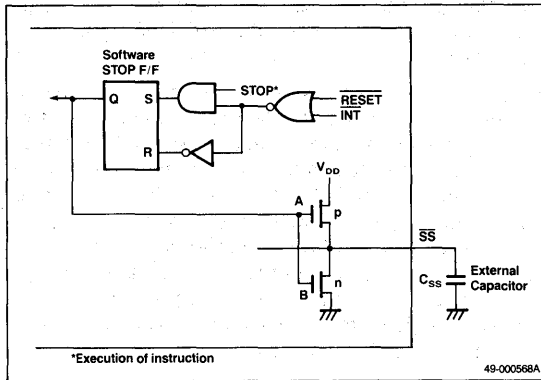 Software
STOP F/F
Q
S
STOP*
RESET
INT
R
VDD
A
p
SS
B
n
CSS
External
Capacitor
*Execution of instruction
49-000568A